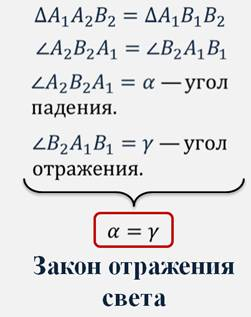 ΔA₁A₂B₂ = ΔA₁B₁B₂
∠A₂B₂A₁ = ∠B₂A₁B₁
∠A₂B₂A₁ = α — угол
падения.
∠B₂A₁B₁ = γ — угол
отражения.
α = γ
Закон отражения
света